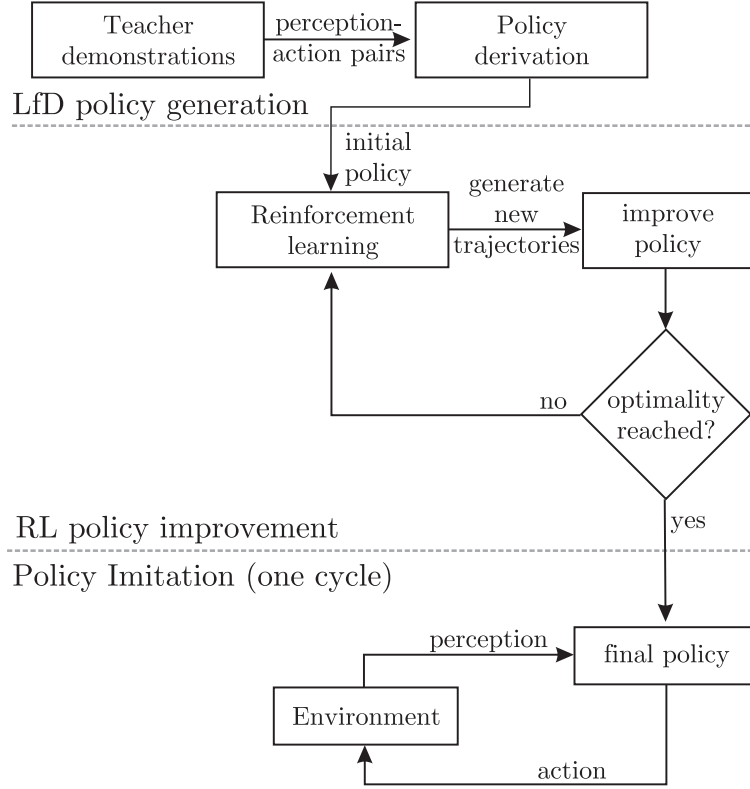 Teacher
demonstrations
perception-
action pairs
Policy
derivation
LfD policy generation
initial
policy
Reinforcement
learning
generate
new
trajectories
improve
policy
no
optimality
reached?
RL policy improvement
yes
Policy Imitation (one cycle)
perception
final policy
Environment
action